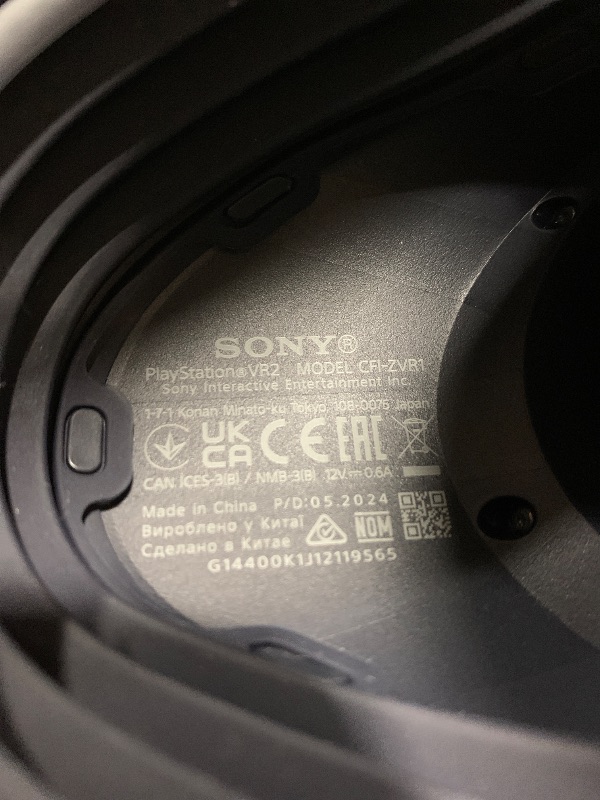 SONY®
PlayStation®VR2 MODEL CFI-ZVR1
Sony Interactive Entertainment Inc.
1-7-1 Konan Minato-ku Tokyo, 108-0075 Japan
UK CA CE EAC
CAN ICES-3(B) / NMB-3(B) 12V⎓0.6A
Made in China P/D:05.2024
Вироблено у Китаї
Сделано в Китае NOM
G14400K1J12119565